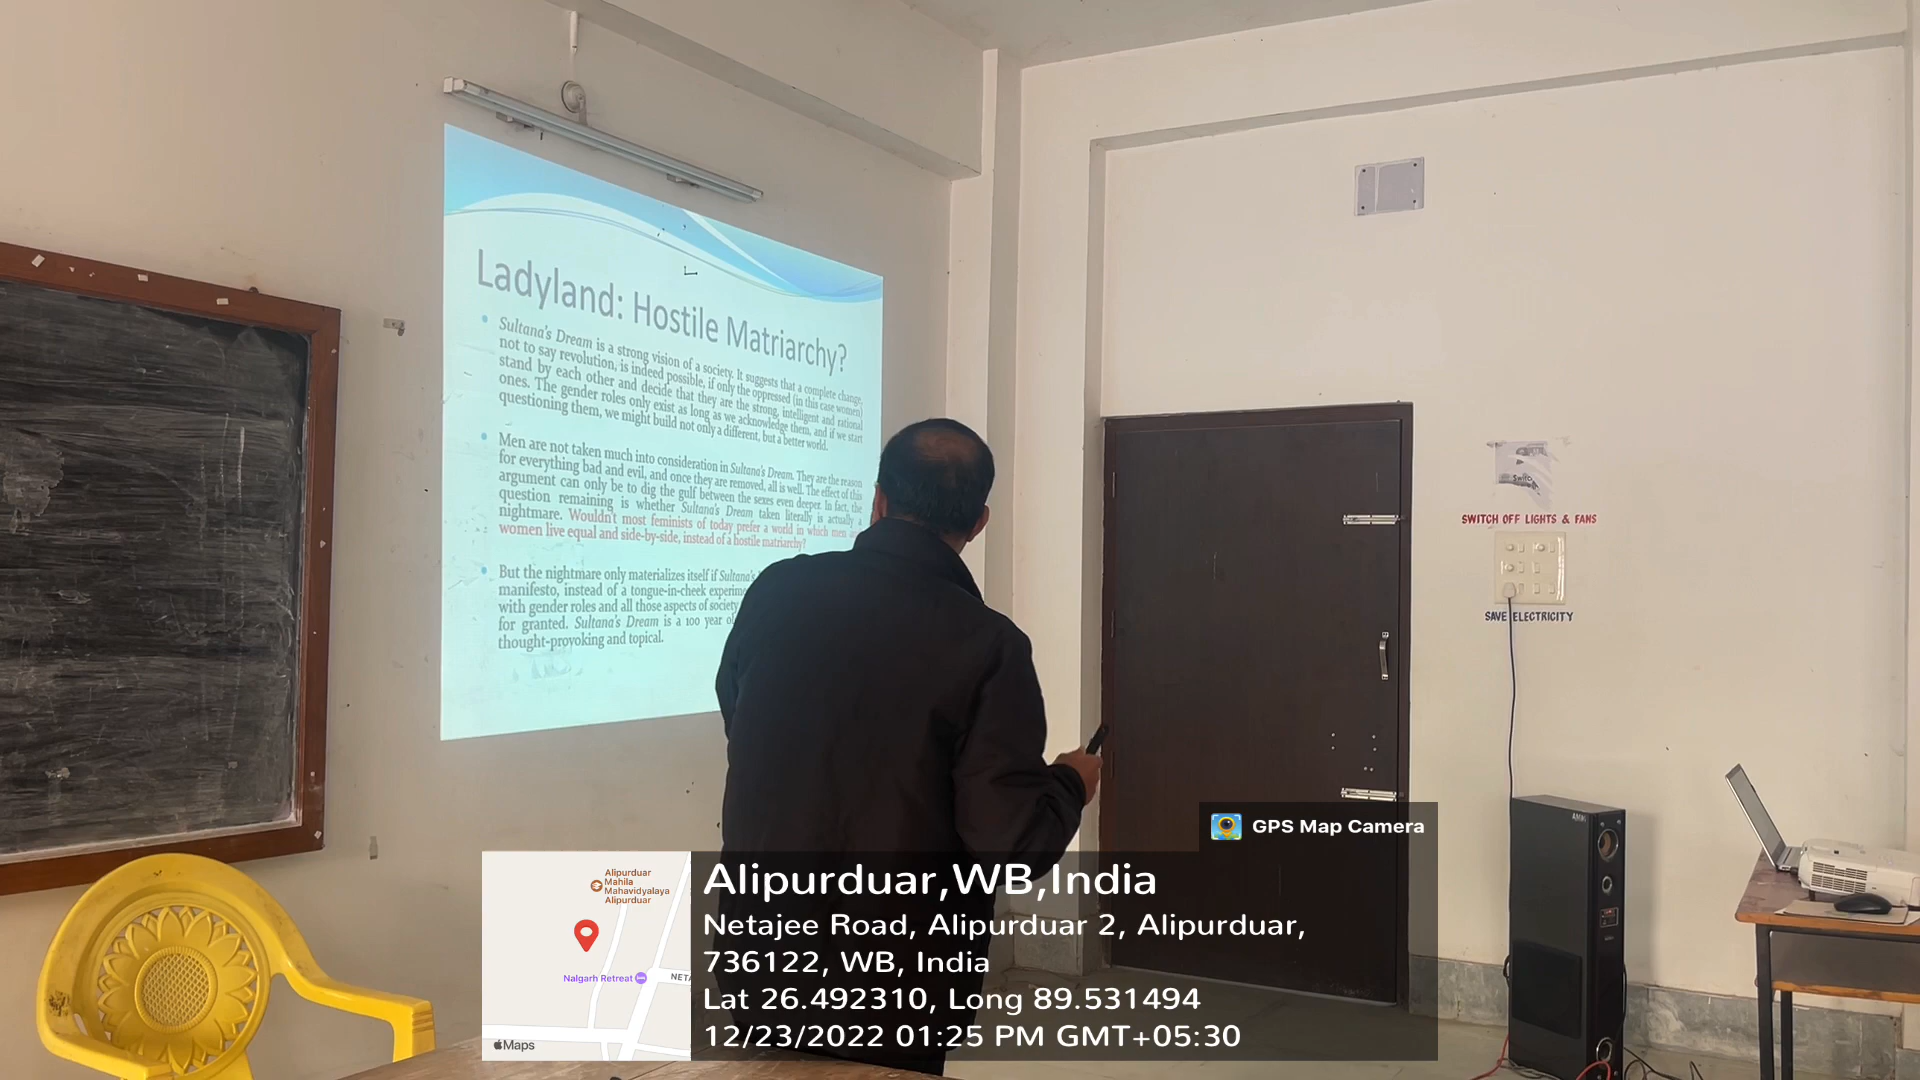 Ladyland: Hostile Matriarchy?
Sultana's Dream is a strong vision of a society. It suggests that a complete change,
not to say revolution, is indeed possible, if only the oppressed (in this case women)
stand by each other and decide that they are the strong, intelligent and rational
ones. The gender roles only exist as long as we acknowledge them, and if we start
questioning them, we might build not only a different, but a better world.
Men are not taken much into consideration in Sultana's Dream. They are the reason
for everything bad and evil, and once they are removed, all is well. The effect of this
argument can only be to dig the gulf between the sexes even deeper. In fact, the
question remaining is whether Sultana's Dream taken literally is actually a
nightmare. Wouldn't most feminists of today prefer a world in which men
women live equal and side-by-side, instead of a hostile matriarchy?
But the nightmare only materializes itself if Sultana's
manifesto, instead of a tongue-in-cheek
with gender roles and all those aspects of society
for granted. Sultana's Dream is a 100 year
thought-provoking and topical.
SWITCH OFF LIGHTS & FANS
SAVE ELECTRICITY
GPS Map Camera
Alipurduar
Mahila
Mahavidyalaya
Alipurduar
Nalgarh Retreat
NETA
Maps
Alipurduar,WB,India
Netajee Road, Alipurduar 2, Alipurduar,
736122, WB, India
Lat 26.492310, Long 89.531494
12/23/2022 01:25 PM GMT+05:30